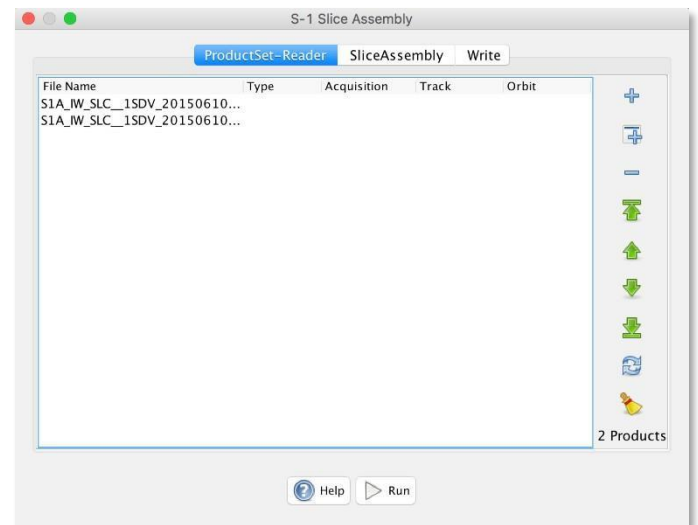 S-1 Slice Assembly
ProductSet-Reader SliceAssembly Write
File Name Type Acquisition Track Orbit
S1A_IW_SLC__1SDV_20150610...
S1A_IW_SLC__1SDV_20150610...
2 Products
Help Run